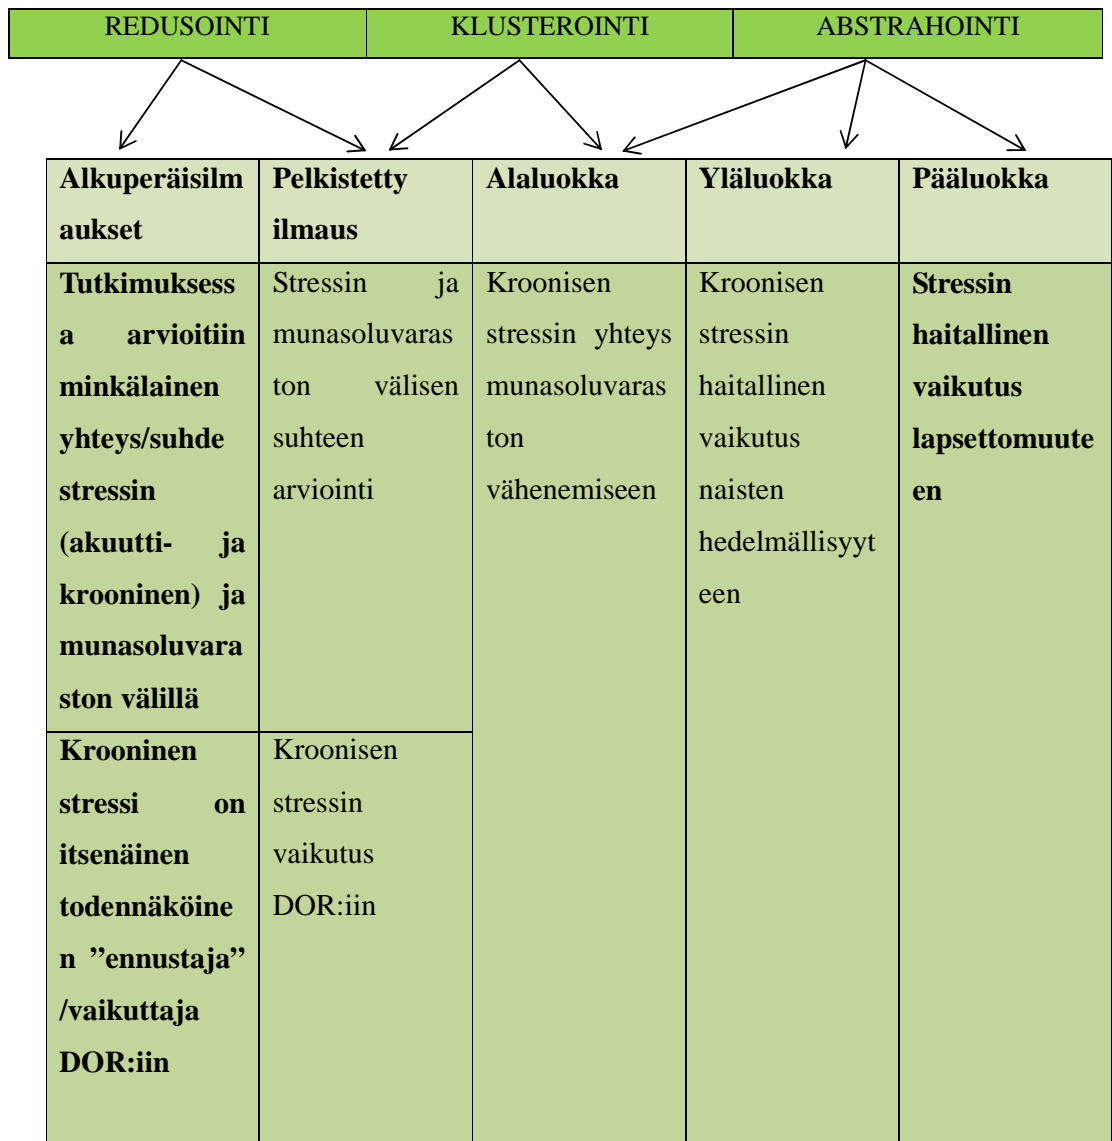 REDUSOINTI
KLUSTEROINTI
ABSTRAHOINTI
Alkuperäisilm
aukset
Pelkistetty
ilmaus
Alaluokka
Yläluokka
Pääluokka
Tutkimuksess
a arvioitiin
minkälainen
yhteys/suhde
stressin
(akuutti- ja
krooninen) ja
munasoluvara
ston välillä
Stressin ja
munasoluvaras
ton välisen
suhteen
arviointi
Kroonisen
stressin yhteys
munasoluvaras
ton
vähenemiseen
Kroonisen
stressin
haitallinen
vaikutus
naisten
hedelmällisyyt
een
Stressin
haitallinen
vaikutus
lapsettomuute
en
Krooninen
stressi on
itsenäinen
todennäköine
n ”ennustaja”
/vaikuttaja
DOR:iin
Kroonisen
stressin
vaikutus
DOR:iin